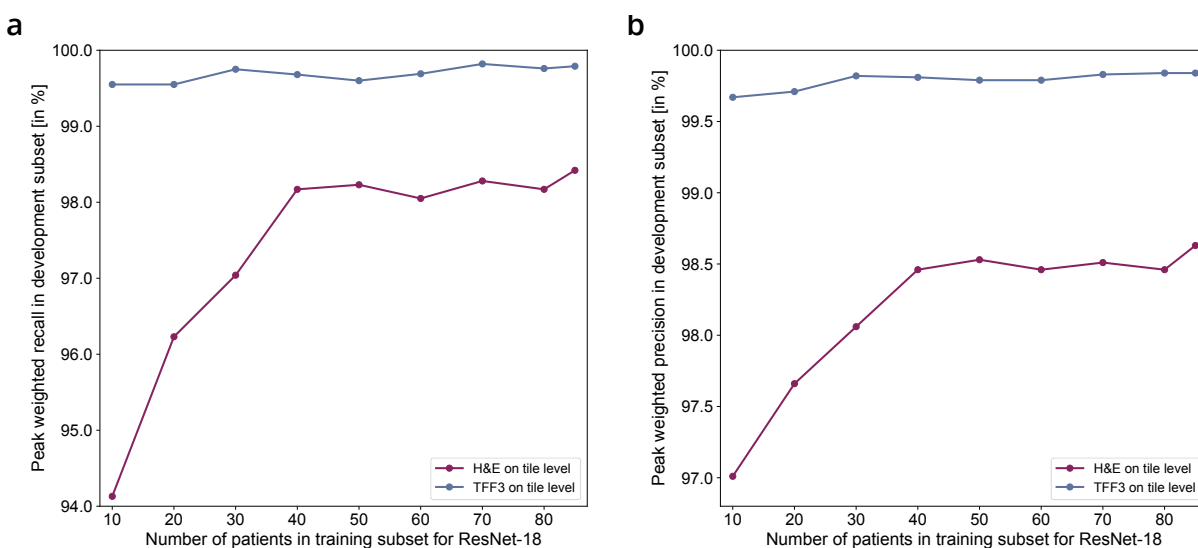 a
100.0
99.0
98.0
97.0
96.0
95.0
94.0
Peak weighted recall in development subset [in %]
H&E on tile level
TFF3 on tile level
10 20 30 40 50 60 70 80
Number of patients in training subset for ResNet-18
b
100.0
99.5
99.0
98.5
98.0
97.5
97.0
Peak weighted precision in development subset [in %]
H&E on tile level
TFF3 on tile level
10 20 30 40 50 60 70 80
Number of patients in training subset for ResNet-18